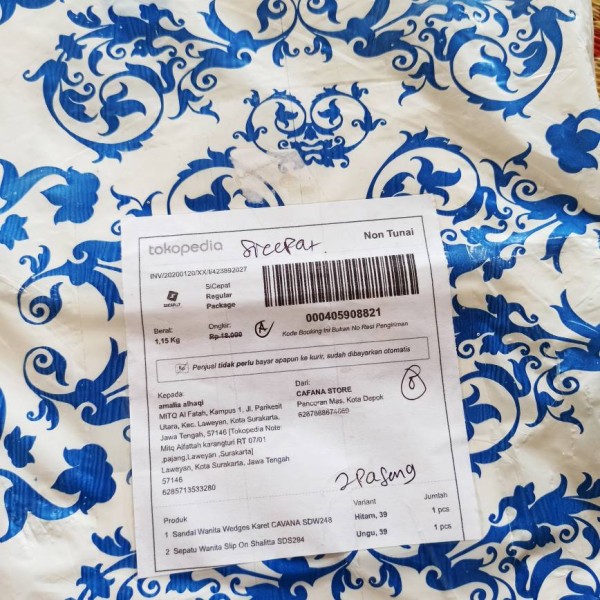 tokopedia
Sicepat
Non Tunai
INV/20200120/XX/I/423892027
SiCepat
Regular
Package
SICEPAT
000405908821
Kode Booking Ini Bukan No Resi Pengiriman
Berat:
1.15 Kg
Ongkir:
Rp 18.000
Penjual tidak perlu bayar apapun ke kurir, sudah dibayarkan otomatis
Kepada:
amalia alhaqi
MITQ Al Fatah, Kampus 1, Jl. Parikesit
Utara, Kec. Laweyan, Kota Surakarta,
Jawa Tengah, 57146 [Tokopedia Note:
Mitq Alfattah karangturi RT 07/01
,pajang,Laweyan ,Surakarta]
Laweyan, Kota Surakarta, Jawa Tengah
57146
6285713533280
Dari:
CAFANA STORE
Pancoran Mas, Kota Depok
2 Pasang
Produk
Variant
Jumlah
1 Sandal Wanita Wedges Karet CAVANA SDW248
Hitam, 39
1 pcs
2 Sepatu Wanita Slip On Shalitta SDS294
Ungu, 39
1 pcs